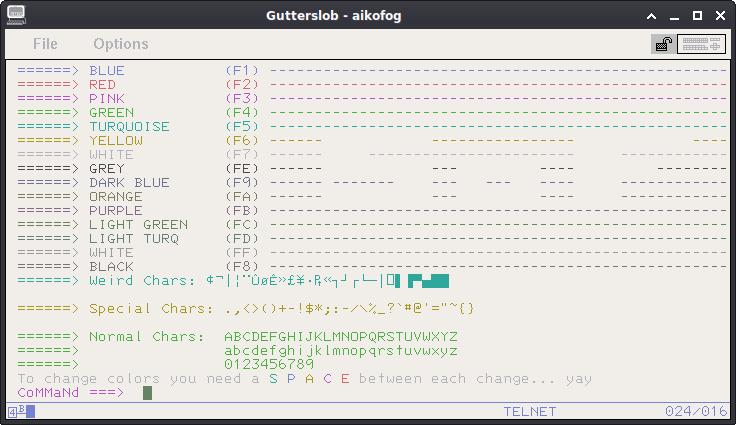 Gutterslob - aikofog
File Options
======> BLUE (F1) ----------------------------------------------------
======> RED (F2) ----------------------------------------------------
======> PINK (F3) ----------------------------------------------------
======> GREEN (F4) ----------------------------------------------------
======> TURQUOISE (F5) ----------------------------------------------------
======> YELLOW (F6) ------ ---------------- ----
======> WHITE (F7) ------ ---------------- ------------
======> GREY (FE) ------ --- ----- ------------
======> DARK BLUE (F9) ------ ------- --- --- ------------
======> ORANGE (FA) ------ --- ------------
======> PURPLE (FB) ----------------------------------------------------
======> LIGHT GREEN (FC) ----------------------------------------------------
======> LIGHT TURQ (FD) ----------------------------------------------------
======> WHITE (FF) ----------------------------------------------------
======> BLACK (F8) ----------------------------------------------------
======> Weird Chars: ¢¬|¦¨ÛøÊ»£¥·₧«┐┘┌└─│
======> Special Chars: .,<>()+-!$*;:-/\%_?`#@'="~{}
======> Normal Chars: ABCDEFGHIJKLMNOPQRSTUVWXYZ
======> abcdefghijklmnopqrstuvwxyz
======> 0123456789
To change colors you need a S P A C E between each change... yay
CoMMaNd ===>
4B TELNET 024/016